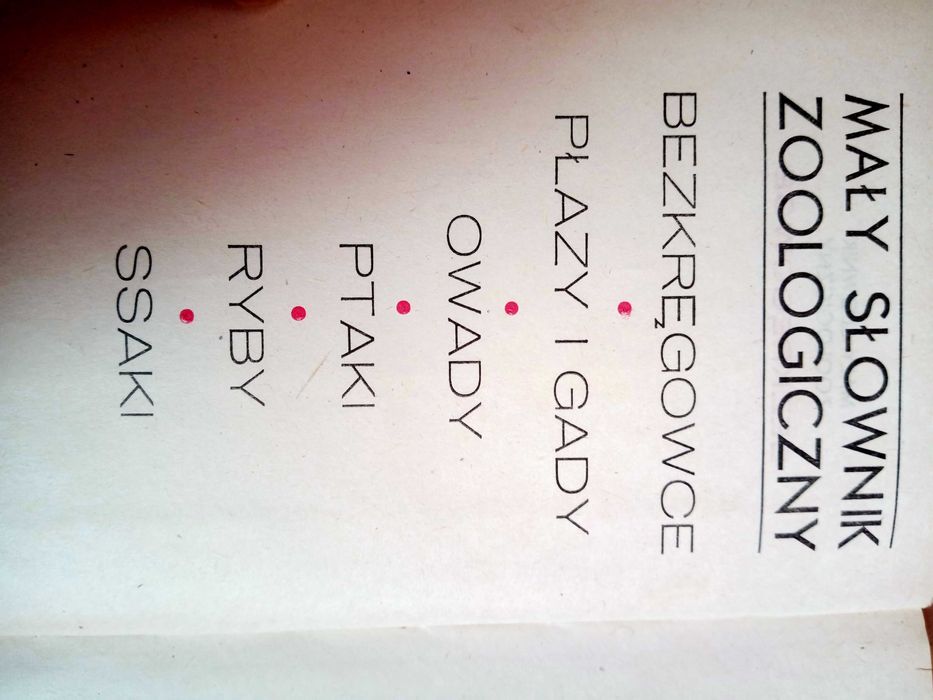 MAŁY SŁOWNIK
ZOOLOGICZNY
BEZKRĘGOWCE
PŁAZY I GADY
OWADY
PTAKI
RYBY
SSAKI